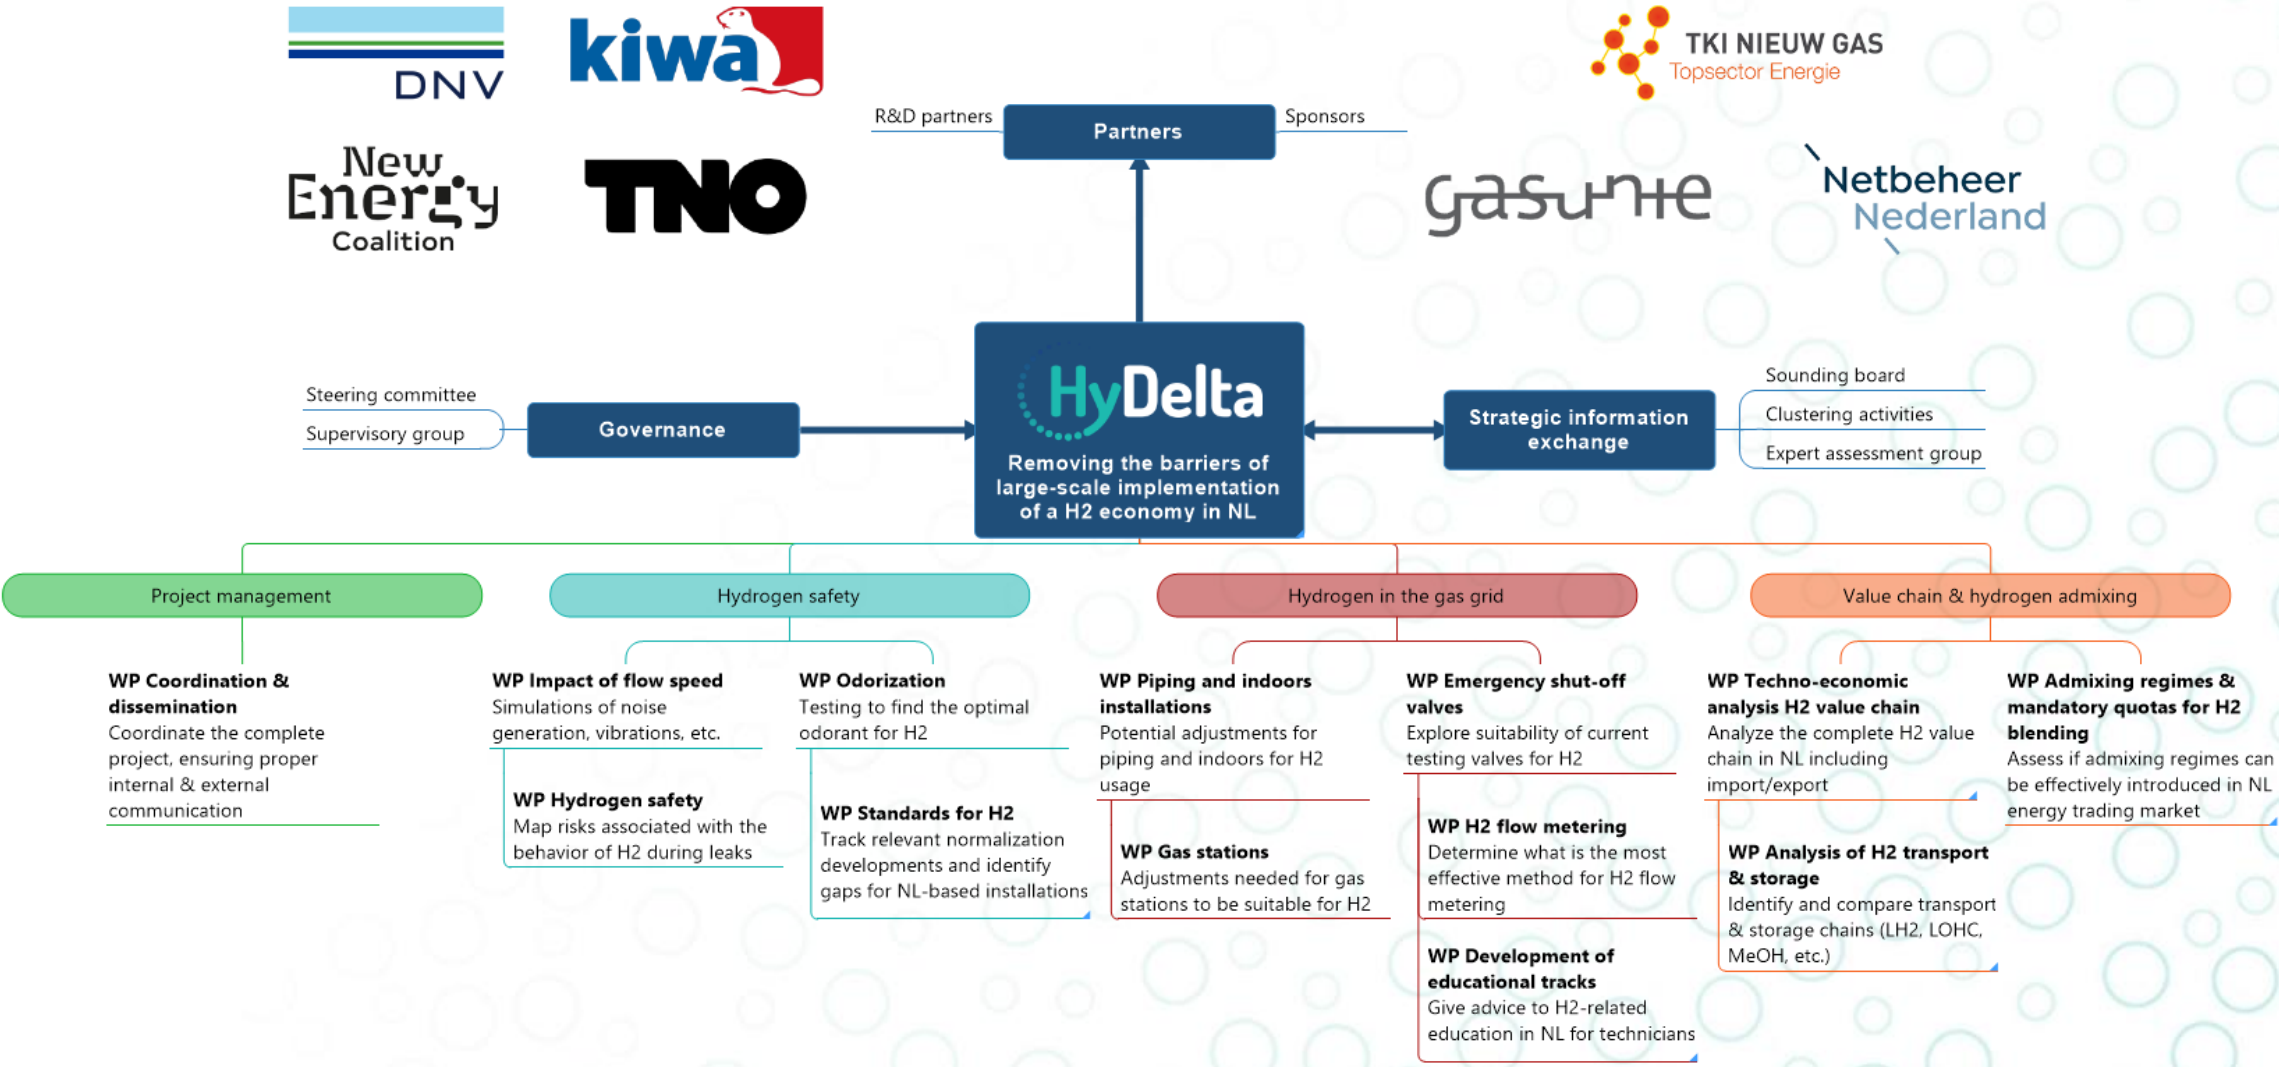 DNV
kiwa
New
Energy
Coalition
TNO
TKI NIEUW GAS
Topsector Energie
gasunie
Netbeheer
Nederland
R&D partners
Partners
Sponsors
Steering committee
Supervisory group
Governance
HyDelta
Removing the barriers of
large-scale implementation
of a H2 economy in NL
Strategic information
exchange
Sounding board
Clustering activities
Expert assessment group
Project management
WP Coordination &
dissemination
Coordinate the complete
project, ensuring proper
internal & external
communication
Hydrogen safety
WP Impact of flow speed
Simulations of noise
generation, vibrations, etc.
WP Hydrogen safety
Map risks associated with the
behavior of H2 during leaks
WP Odorization
Testing to find the optimal
odorant for H2
WP Standards for H2
Track relevant normalization
developments and identify
gaps for NL-based installations
Hydrogen in the gas grid
WP Piping and indoors
installations
Potential adjustments for
piping and indoors for H2
usage
WP Gas stations
Adjustments needed for gas
stations to be suitable for H2
WP Emergency shut-off
valves
Explore suitability of current
testing valves for H2
WP H2 flow metering
Determine what is the most
effective method for H2 flow
metering
WP Development of
educational tracks
Give advice to H2-related
education in NL for technicians
Value chain & hydrogen admixing
WP Techno-economic
analysis H2 value chain
Analyze the complete H2 value
chain in NL including
import/export
WP Analysis of H2 transport
& storage
Identify and compare transport
& storage chains (LH2, LOHC,
MeOH, etc.)
WP Admixing regimes &
mandatory quotas for H2
blending
Assess if admixing regimes can
be effectively introduced in NL
energy trading market